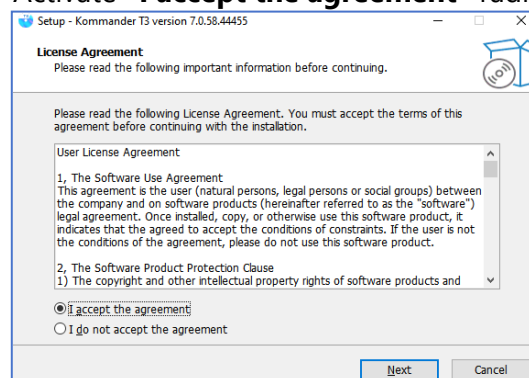 Activate "I accept the agreement" radi
Setup - Kommander T3 version 7.0.58.44455
License Agreement
Please read the following important information before continuing.
Please read the following License Agreement. You must accept the terms of this
agreement before continuing with the installation.
User License Agreement
1, The Software Use Agreement
This agreement is the user (natural persons, legal persons or social groups) between
the company and on software products (hereinafter referred to as the "software")
legal agreement. Once installed, copy, or otherwise use this software product, it
indicates that the agreed to accept the conditions of constraints. If the user is not
the conditions of the agreement, please do not use this software product.
2, The Software Product Protection Clause
1) The copyright and other intellectual property rights of software products and
I accept the agreement
I do not accept the agreement
Next
Cancel